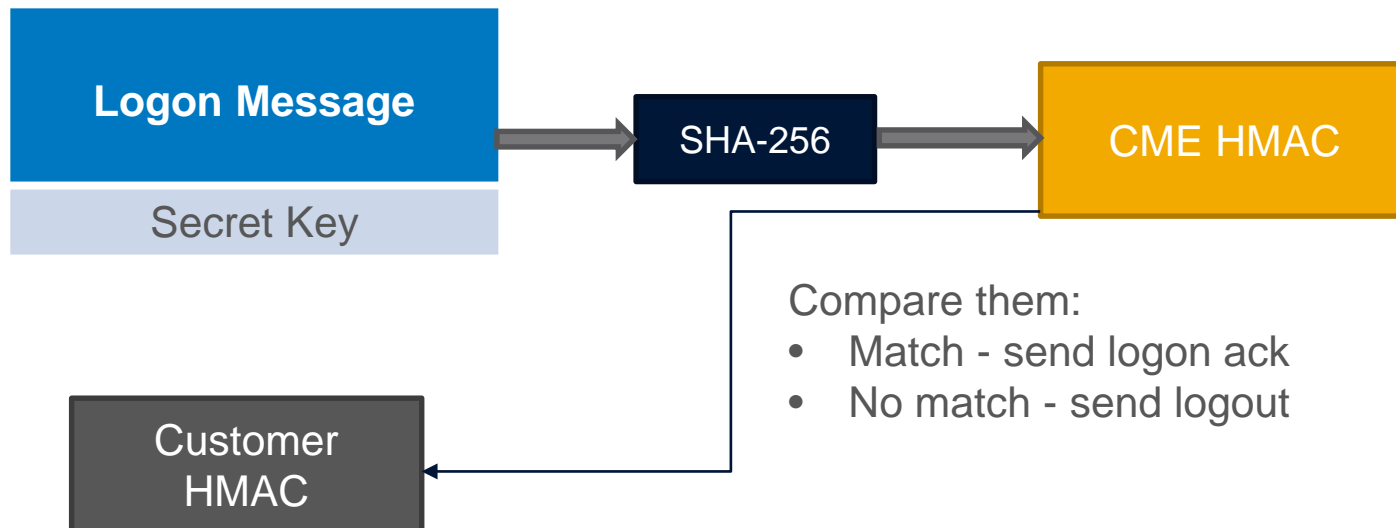 Logon Message
Secret Key
SHA-256
CME HMAC
Compare them:
• Match - send logon ack
• No match - send logout
Customer
HMAC